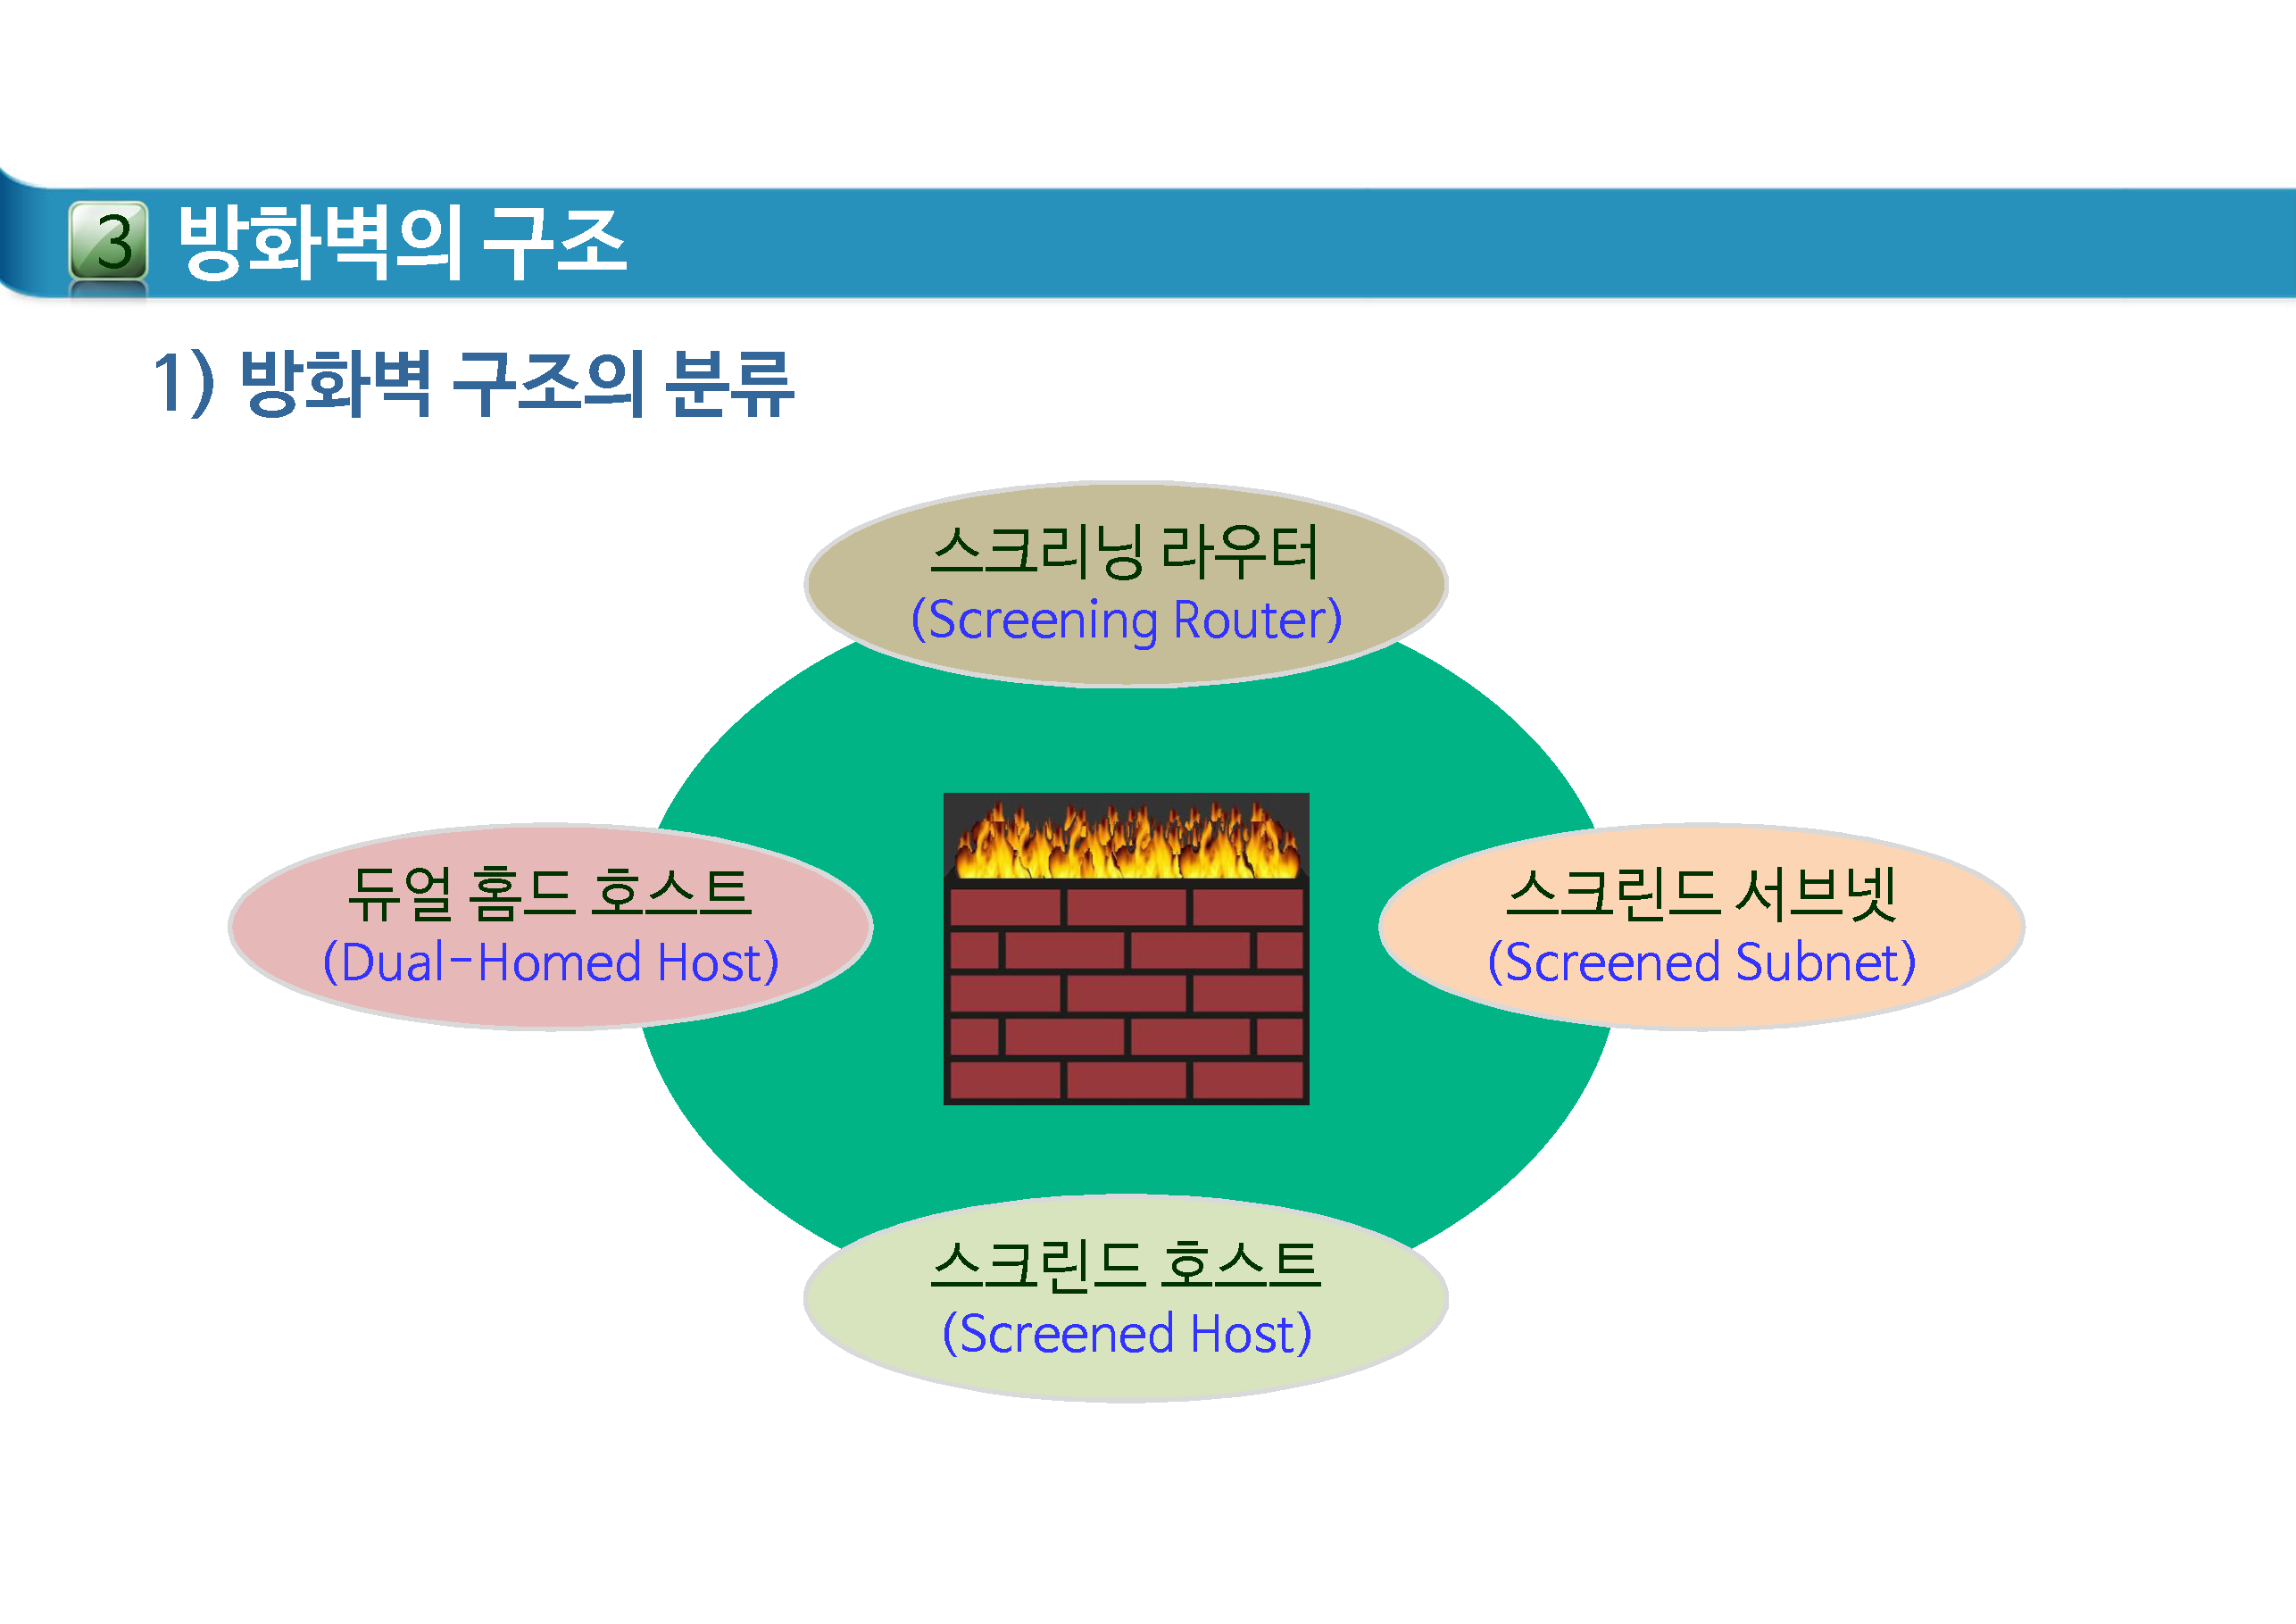 3 방화벽의 구조
1) 방화벽 구조의 분류
스크리닝 라우터
(Screening Router)
듀얼 홈드 호스트
(Dual-Homed Host)
스크린드 서브넷
(Screened Subnet)
스크린드 호스트
(Screened Host)